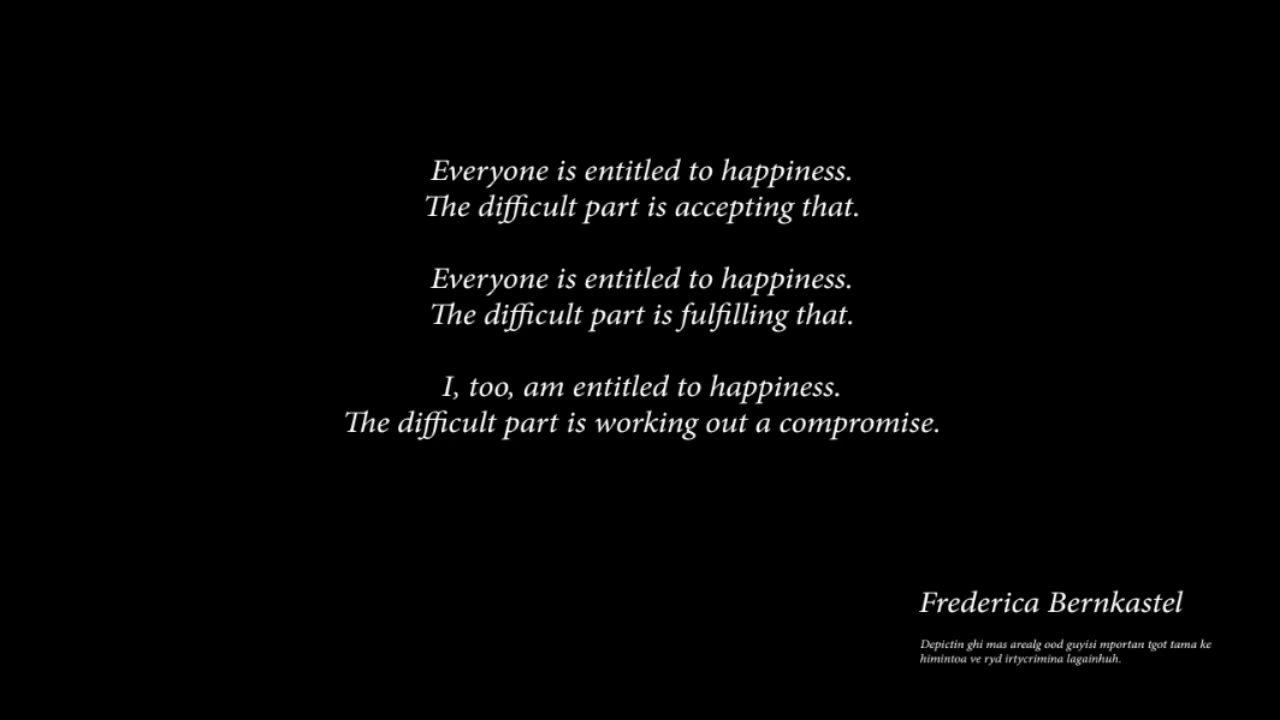 Everyone is entitled to happiness.
The difficult part is accepting that.
Everyone is entitled to happiness.
The difficult part is fulfilling that.
I, too, am entitled to happiness.
The difficult part is working out a compromise.
Frederica Bernkastel
Depictin ghi mas arealg ood guyisi mportan tgot tama ke
himintoa ve ryd irtycrimina lagainhuh.